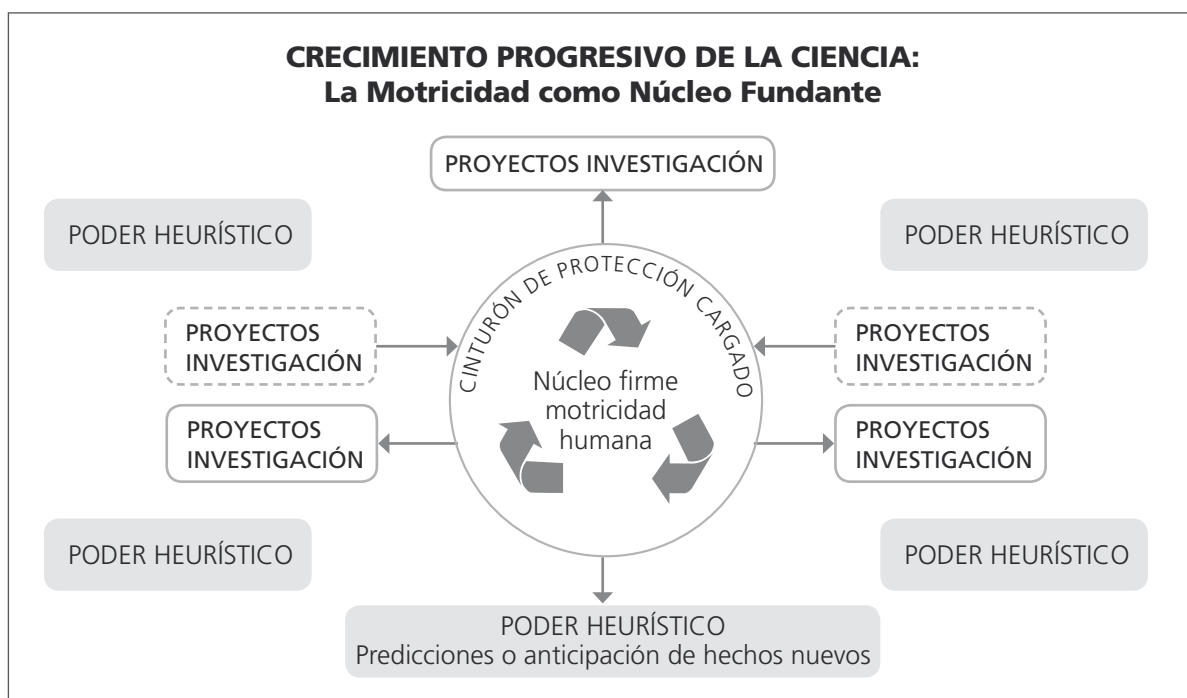 CRECIMIENTO PROGRESIVO DE LA CIENCIA:
La Motricidad como Núcleo Fundante
PROYECTOS INVESTIGACIÓN
PODER HEURÍSTICO
PODER HEURÍSTICO
CINTURÓN DE PROTECCIÓN CARGADO
PROYECTOS
INVESTIGACIÓN
PROYECTOS
INVESTIGACIÓN
Núcleo firme
motricidad
humana
PROYECTOS
INVESTIGACIÓN
PROYECTOS
INVESTIGACIÓN
PODER HEURÍSTICO
PODER HEURÍSTICO
PODER HEURÍSTICO
Predicciones o anticipación de hechos nuevos